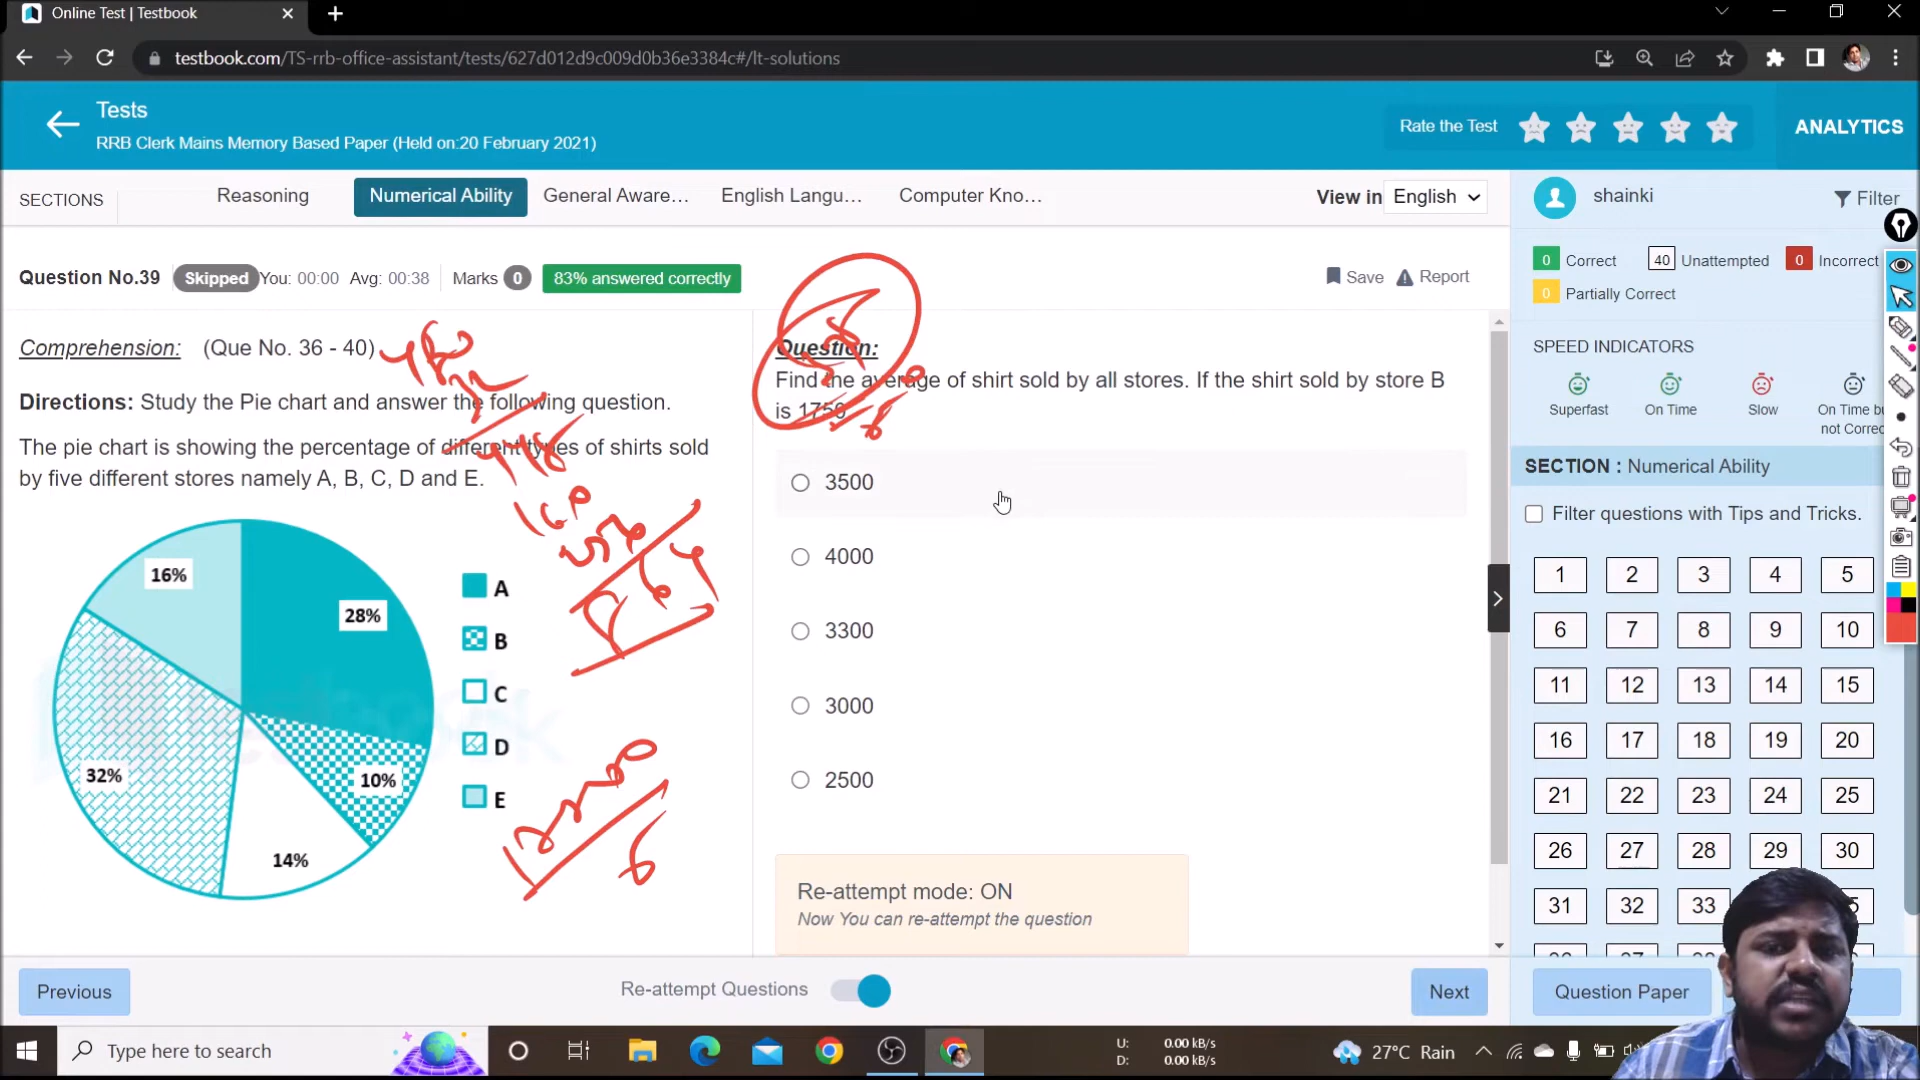 Online Test | Testbook
testbook.com/TS-rrb-office-assistant/tests/627d012d9c009d0b36e3384c#/lt-solutions
Tests
RRB Clerk Mains Memory Based Paper (Held on:20 February 2021)
Rate the Test
ANALYTICS
SECTIONS
Reasoning
Numerical Ability
General Aware...
English Langu...
Computer Kno...
View in
English
shainki
Filter
Question No.39
Skipped
You: 00:00
Avg: 00:38
Marks
0
83% answered correctly
Save
Report
0 Correct
40 Unattempted
0 Incorrect
0 Partially Correct
Comprehension: (Que No. 36 - 40)
Directions: Study the Pie chart and answer the following question.
The pie chart is showing the percentage of different types of shirts sold
by five different stores namely A, B, C, D and E.
16%
28%
32%
10%
14%
A
B
C
D
E
Question:
Find the average of shirt sold by all stores. If the shirt sold by store B
is 1750
3500
4000
3300
3000
2500
Re-attempt mode: ON
Now You can re-attempt the question
SPEED INDICATORS
Superfast
On Time
Slow
On Time bu
not Correc
SECTION : Numerical Ability
Filter questions with Tips and Tricks.
1 2 3 4 5
6 7 8 9 10
11 12 13 14 15
16 17 18 19 20
21 22 23 24 25
26 27 28 29 30
31 32 33
Previous
Re-attempt Questions
Next
Question Paper
Type here to search
U: 0.00 kB/s
D: 0.00 kB/s
27°C Rain